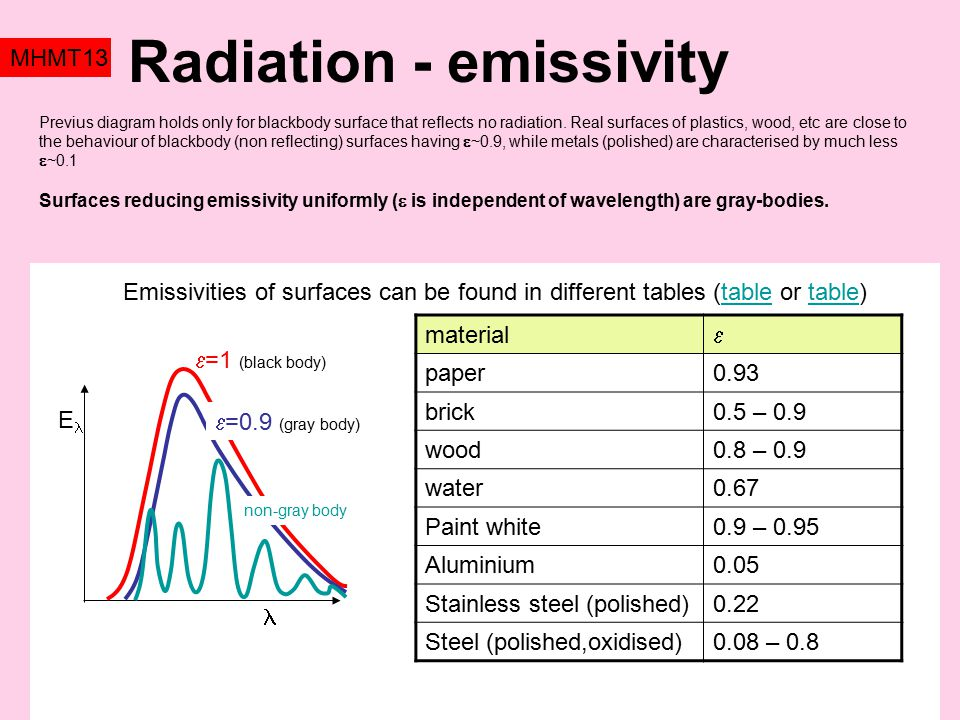 MHMT13
Radiation - emissivity
Previus diagram holds only for blackbody surface that reflects no radiation. Real surfaces of plastics, wood, etc are close to
the behaviour of blackbody (non reflecting) surfaces having ε~0.9, while metals (polished) are characterised by much less
ε~0.1
Surfaces reducing emissivity uniformly (ε is independent of wavelength) are gray-bodies.
Emissivities of surfaces can be found in different tables (table or table)
ε=1 (black body)
Eλ
ε=0.9 (gray body)
non-gray body
λ
material ε
paper 0.93
brick 0.5 – 0.9
wood 0.8 – 0.9
water 0.67
Paint white 0.9 – 0.95
Aluminium 0.05
Stainless steel (polished) 0.22
Steel (polished,oxidised) 0.08 – 0.8